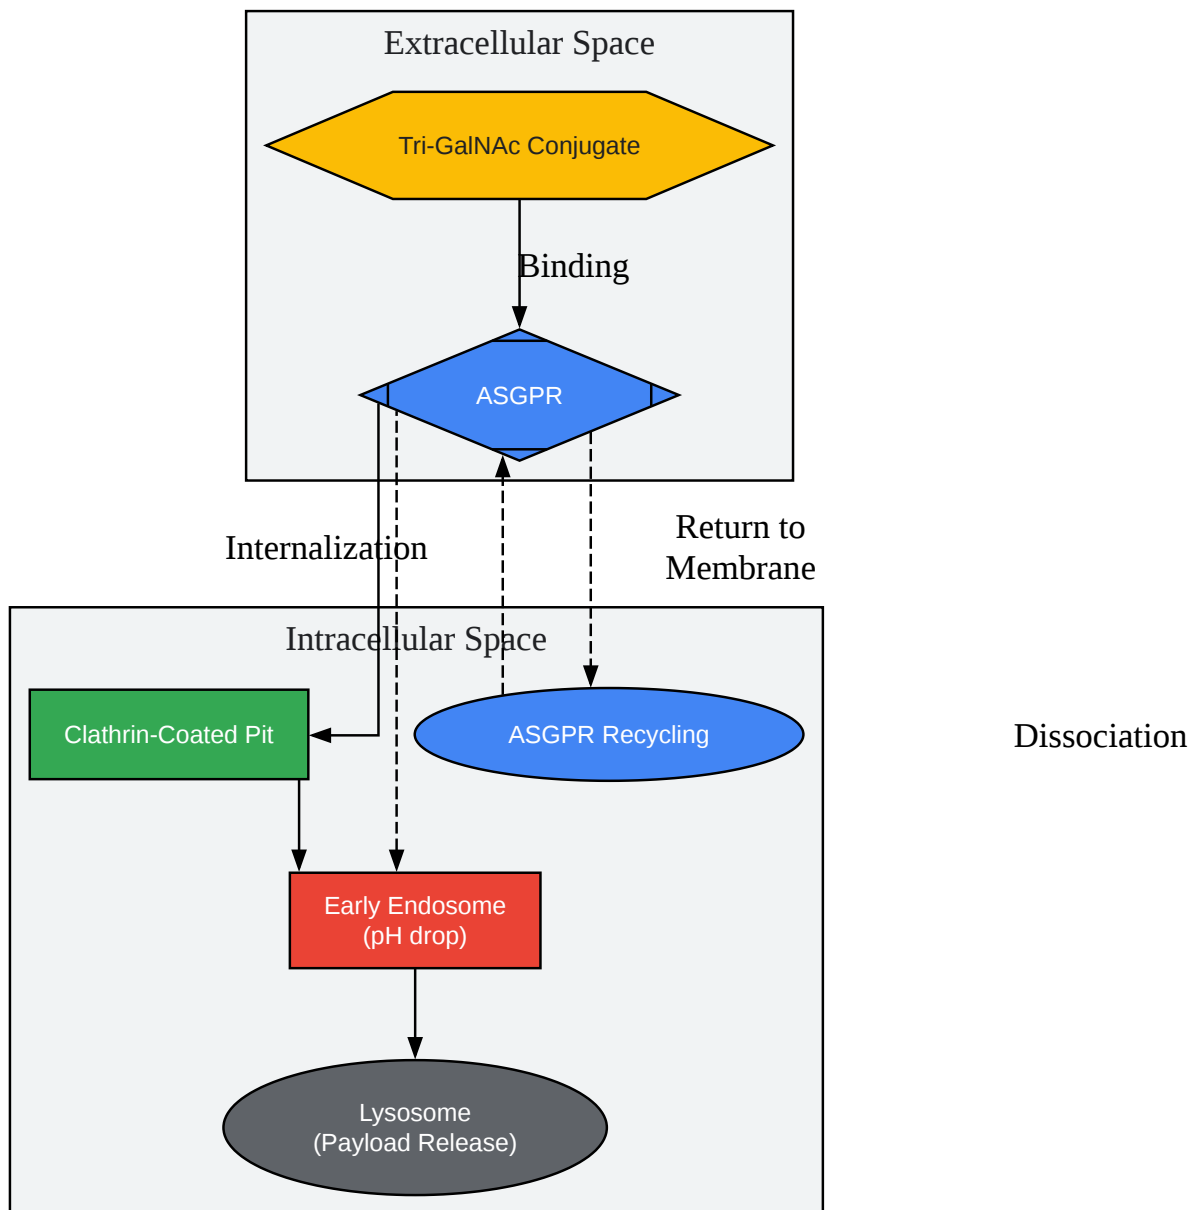 Extracellular Space
Tri-GalNAc Conjugate
Binding
ASGPR
Internalization
Return to
Membrane
Intracellular Space
Clathrin-Coated Pit
ASGPR Recycling
Dissociation
Early Endosome
(pH drop)
Lysosome
(Payload Release)